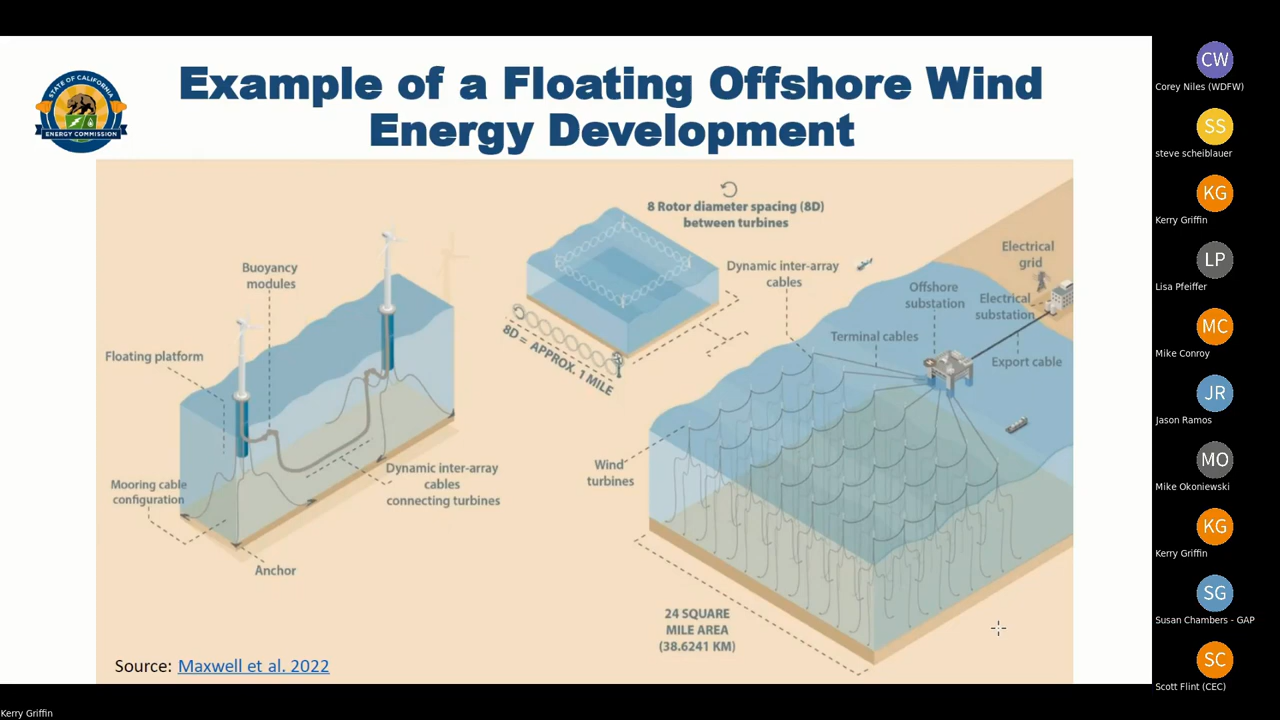 STATE OF CALIFORNIA
ENERGY COMMISSION
Example of a Floating Offshore Wind
Energy Development
8 Rotor diameter spacing (8D)
between turbines
Buoyancy
modules
Floating platform
Mooring cable
configuration
Anchor
Dynamic inter-array
cables
connecting turbines
8D = APPROX. 1 MILE
Dynamic inter-array
cables
Terminal cables
Offshore
substation
Electrical
substation
Electrical
grid
Export cable
Wind
turbines
24 SQUARE
MILE AREA
(38.6241 KM)
Source: Maxwell et al. 2022
CW
Corey Niles (WDFW)
SS
steve scheiblauer
KG
Kerry Griffin
LP
Lisa Pfeiffer
MC
Mike Conroy
JR
Jason Ramos
MO
Mike Okoniewski
KG
Kerry Griffin
SG
Susan Chambers - GAP
SC
Scott Flint (CEC)
Kerry Griffin